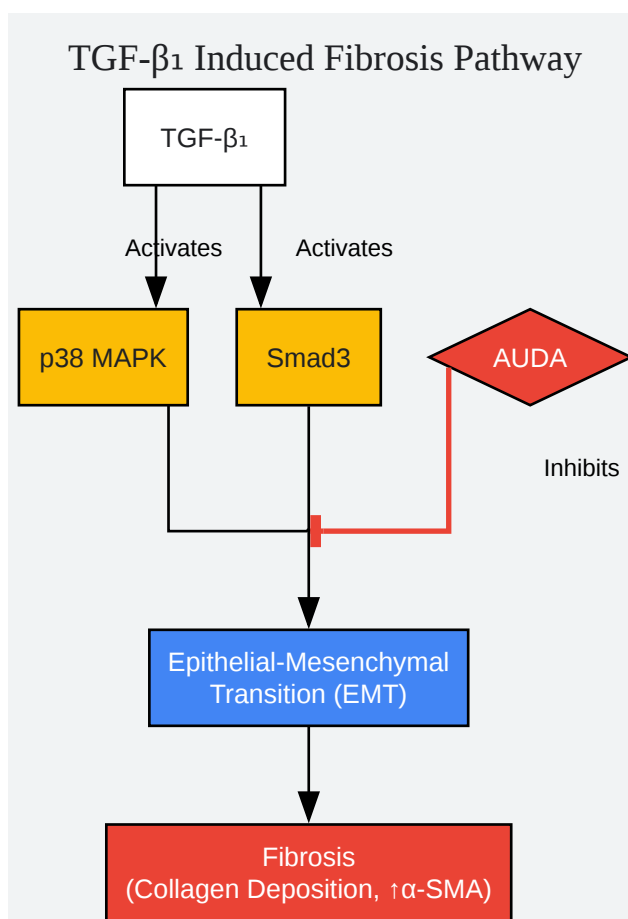 TGF-β₁ Induced Fibrosis Pathway
TGF-β₁
Activates
Activates
p38 MAPK
Smad3
AUDA
Inhibits
Epithelial-Mesenchymal
Transition (EMT)
Fibrosis
(Collagen Deposition, ↑α-SMA)